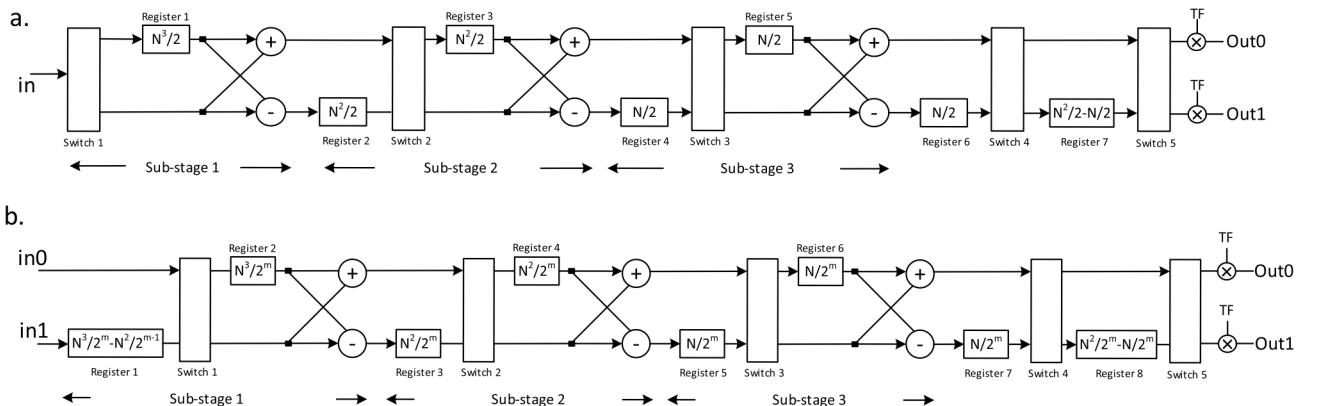 a.
Register 1
Register 3
Register 5
TF
N³/2
+
N²/2
+
N/2
+
⊗
Out0
in
TF
N²/2
-
N/2
-
N/2
N²/2-N/2
⊗
Out1
Switch 1
Register 2
Switch 2
Register 4
Switch 3
Register 6
Switch 4
Register 7
Switch 5
Sub-stage 1
Sub-stage 2
Sub-stage 3
b.
in0
Register 2
Register 4
Register 6
TF
N³/2ᵐ
+
N²/2ᵐ
+
N/2ᵐ
+
⊗
Out0
in1
TF
N³/2ᵐ-N²/2ᵐ⁻¹
-
N²/2ᵐ
-
N/2ᵐ
-
N/2ᵐ
N²/2ᵐ-N/2ᵐ
⊗
Out1
Register 1
Switch 1
Register 3
Switch 2
Register 5
Switch 3
Register 7
Switch 4
Register 8
Switch 5
Sub-stage 1
Sub-stage 2
Sub-stage 3